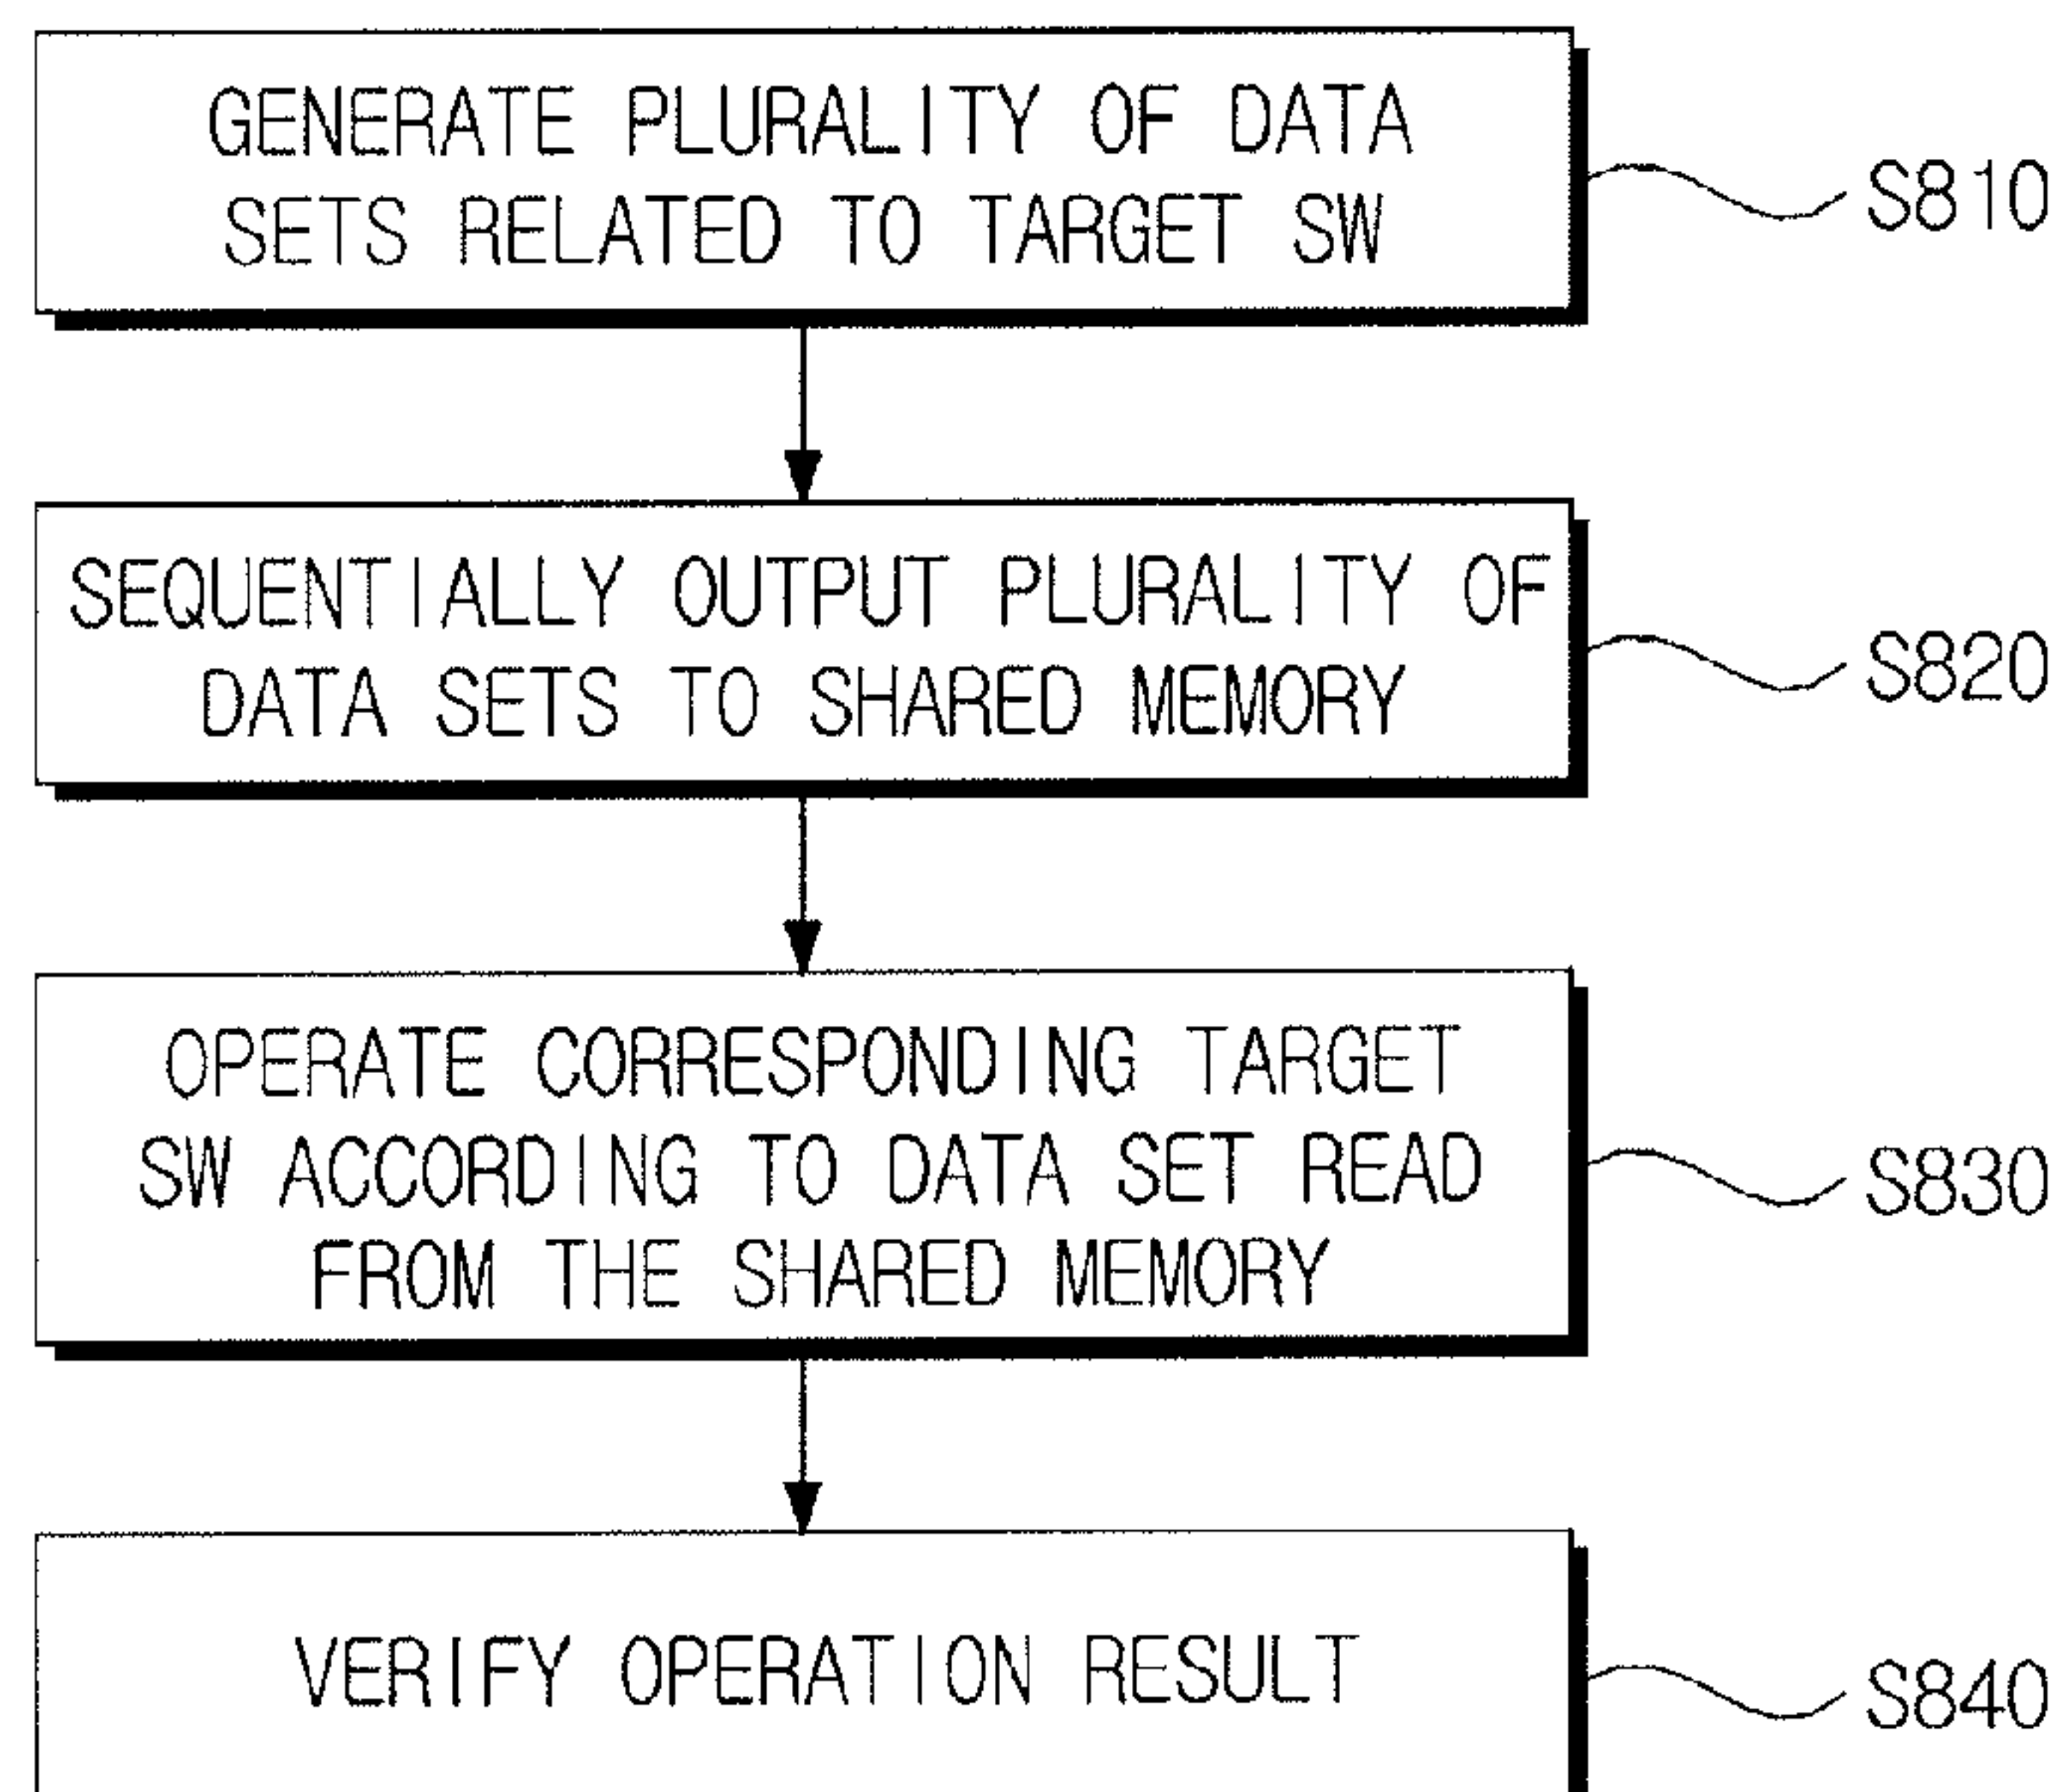 GENERATE PLURALITY OF DATA
SETS RELATED TO TARGET SW
S810
SEQUENTIALLY OUTPUT PLURALITY OF
DATA SETS TO SHARED MEMORY
S820
OPERATE CORRESPONDING TARGET
SW ACCORDING TO DATA SET READ
FROM THE SHARED MEMORY
S830
VERIFY OPERATION RESULT
S840